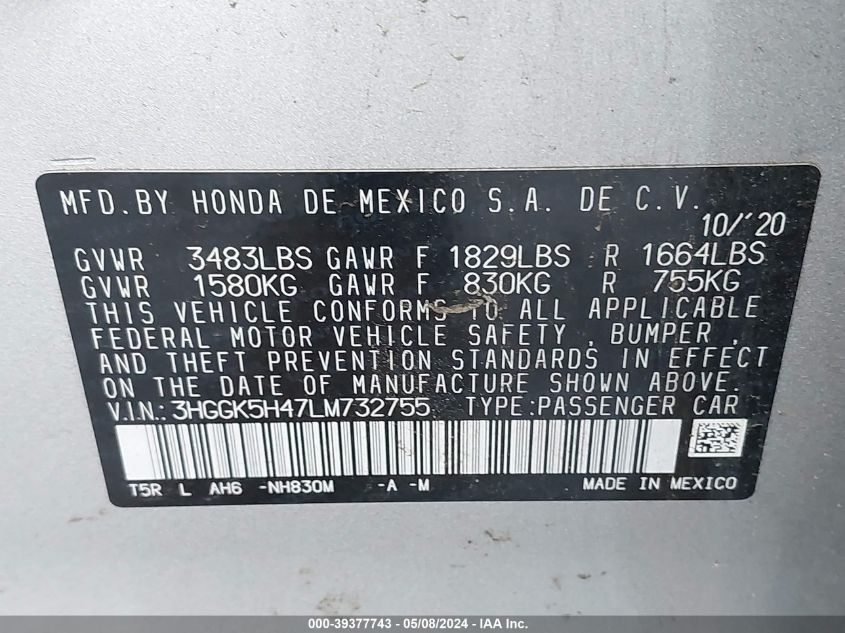 MFD.BY HONDA DE MEXICO S.A. DE C.V.
10/'20
GVWR 3483LBS GAWR F 1829LBS R 1664LBS
GVWR 1580KG GAWR F 830KG R 755KG
THIS VEHICLE CONFORMS TO ALL APPLICABLE
FEDERAL MOTOR VEHICLE SAFETY , BUMPER ,
AND THEFT PREVENTION STANDARDS IN EFFECT
ON THE DATE OF MANUFACTURE SHOWN ABOVE.
V.IN.: 3HGGK5H47LM732755 TYPE:PASSENGER CAR
T5R L AH6 -NH830M -A -M MADE IN MEXICO
000-39377743 - 05/08/2024 - IAA Inc.